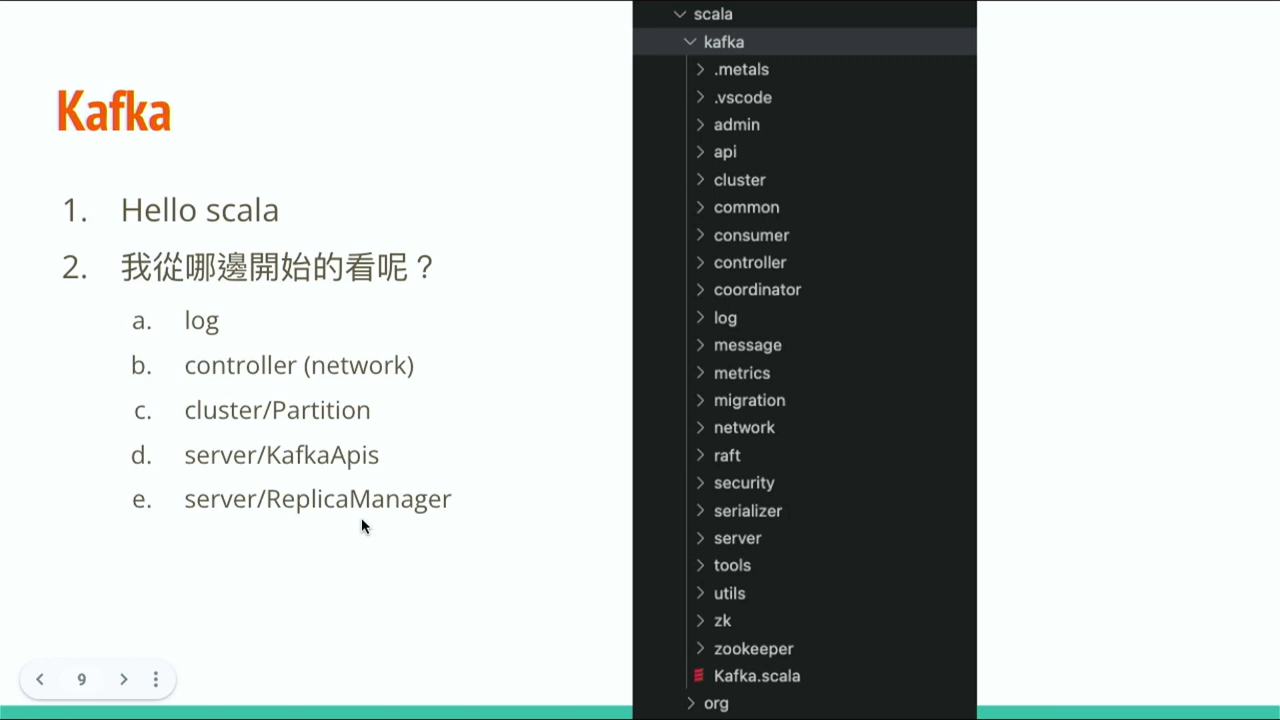 Kafka
1. Hello scala
2. 我從哪邊開始的看呢？
a. log
b. controller (network)
c. cluster/Partition
d. server/KafkaApis
e. server/ReplicaManager
9
scala
kafka
.metals
.vscode
admin
api
cluster
common
consumer
controller
coordinator
log
message
metrics
migration
network
raft
security
serializer
server
tools
utils
zk
zookeeper
Kafka.scala
org